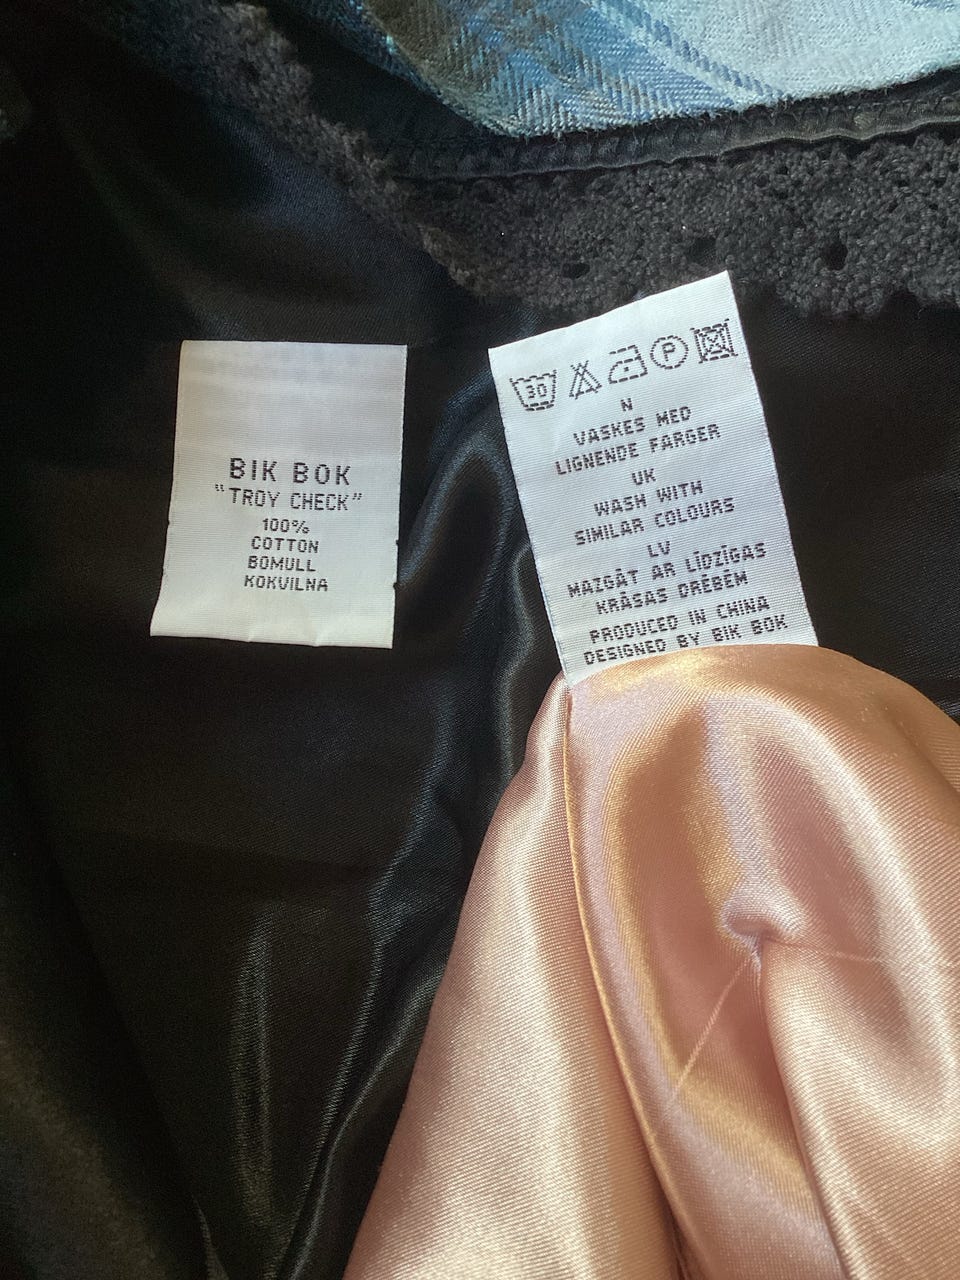 BIK BOK
"TROY CHECK"
100%
COTTON
BOMULL
KOKVILNA
30 P
N
VASKES MED
LIGNENDE FARGER
UK
WASH WITH
SIMILAR COLOURS
LV
MAZGĀT AR LĪDZĪGAS
KRĀSAS DRĒBĒM
PRODUCED IN CHINA
DESIGNED BY BIK BOK